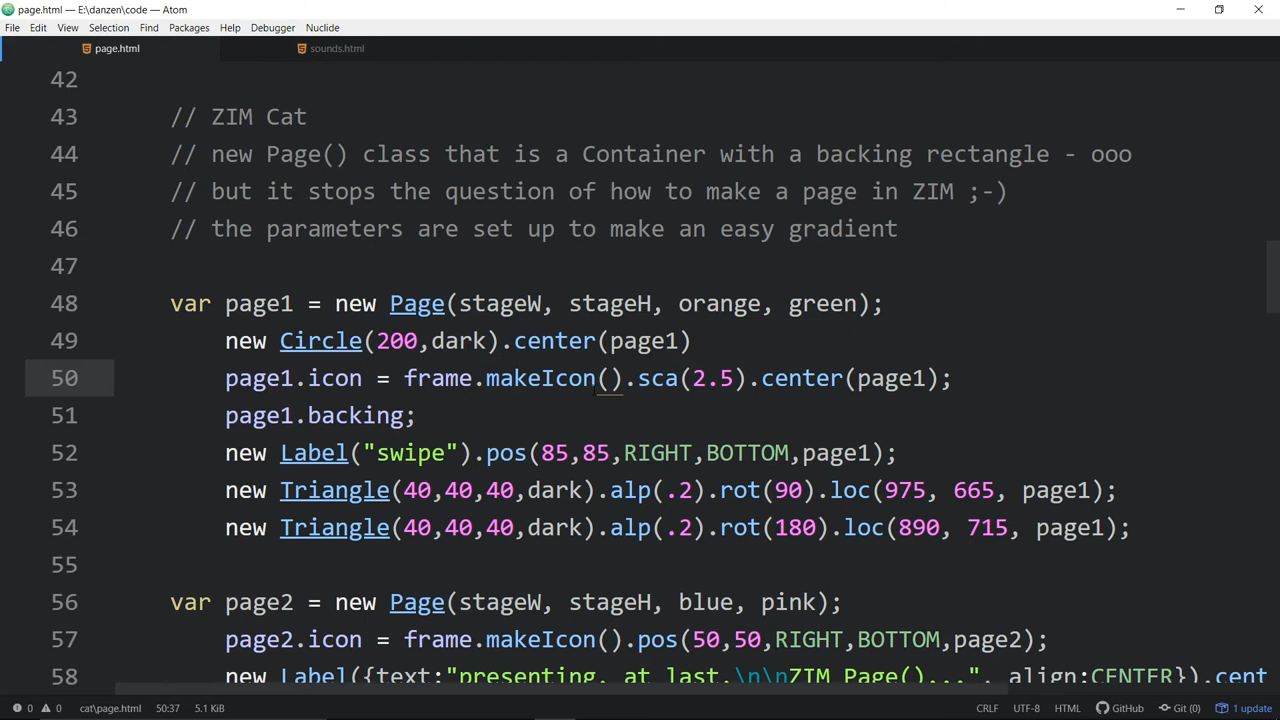 page.html — E:\danzen\code — Atom
File Edit View Selection Find Packages Help Debugger Nuclide
page.html sounds.html
42
43 // ZIM Cat
44 // new Page() class that is a Container with a backing rectangle - ooo
45 // but it stops the question of how to make a page in ZIM ;-)
46 // the parameters are set up to make an easy gradient
47
48 var page1 = new Page(stageW, stageH, orange, green);
49 new Circle(200,dark).center(page1)
50 page1.icon = frame.makeIcon().sca(2.5).center(page1);
51 page1.backing;
52 new Label("swipe").pos(85,85,RIGHT,BOTTOM,page1);
53 new Triangle(40,40,40,dark).alp(.2).rot(90).loc(975, 665, page1);
54 new Triangle(40,40,40,dark).alp(.2).rot(180).loc(890, 715, page1);
55
56 var page2 = new Page(stageW, stageH, blue, pink);
57 page2.icon = frame.makeIcon().pos(50,50,RIGHT,BOTTOM,page2);
58 new Label({text:"presenting, at last,\n\nZIM Page()...", align:CENTER}).cent
0 0 cat\page.html 50:37 5.1 KiB CRLF UTF-8 HTML GitHub Git (0) 1 update